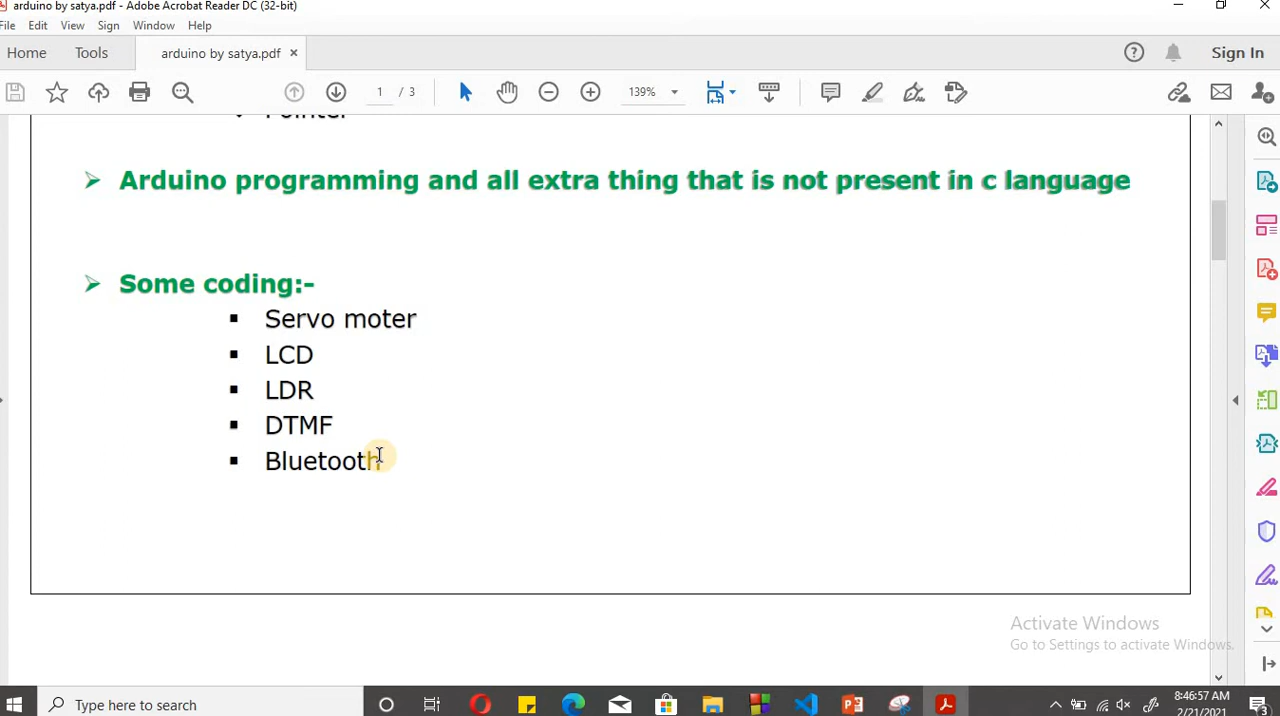 arduino by satya.pdf - Adobe Acrobat Reader DC (32-bit)
File Edit View Sign Window Help
Home Tools arduino by satya.pdf × Sign In
1 / 3 139%
Pointer
Arduino programming and all extra thing that is not present in c language
Some coding:-
Servo moter
LCD
LDR
DTMF
Bluetooth
Activate Windows
Go to Settings to activate Windows.
Type here to search
8:46:57 AM
2/21/2021
3